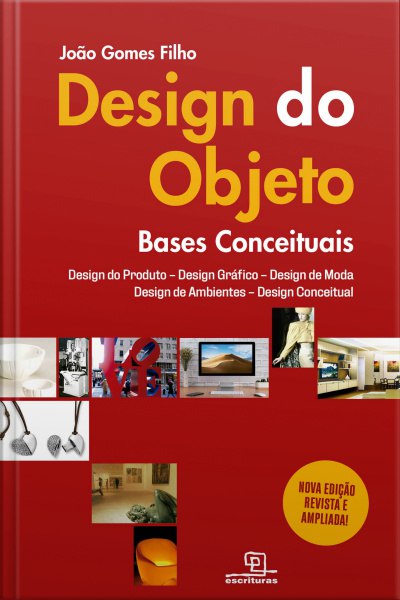 João Gomes Filho
Design do
Objeto
Bases Conceituais
Design do Produto – Design Gráfico – Design de Moda
Design de Ambientes – Design Conceitual
NOVA EDIÇÃO
REVISTA E
AMPLIADA!
escrituras